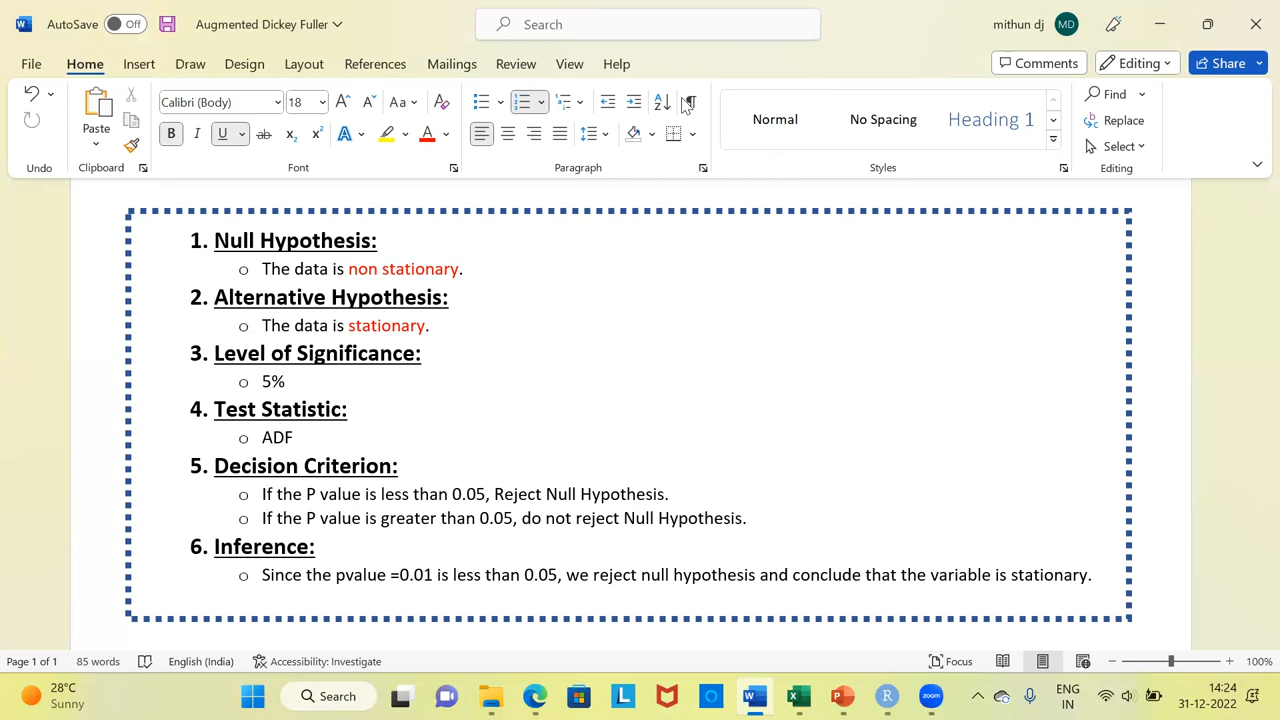 AutoSave Off Augmented Dickey Fuller Search mithun dj MD
File Home Insert Draw Design Layout References Mailings Review View Help Comments Editing Share
Paste Calibri (Body) 18 Aa Normal No Spacing Heading 1 Find Replace Select
Undo Clipboard Font Paragraph Styles Editing
1. Null Hypothesis:
o The data is non stationary.
2. Alternative Hypothesis:
o The data is stationary.
3. Level of Significance:
o 5%
4. Test Statistic:
o ADF
5. Decision Criterion:
o If the P value is less than 0.05, Reject Null Hypothesis.
o If the P value is greater than 0.05, do not reject Null Hypothesis.
6. Inference:
o Since the pvalue =0.01 is less than 0.05, we reject null hypothesis and conclude that the variable is stationary.
Page 1 of 1 85 words English (India) Accessibility: Investigate Focus 100%
28°C Search ENG 14:24
Sunny IN 31-12-2022